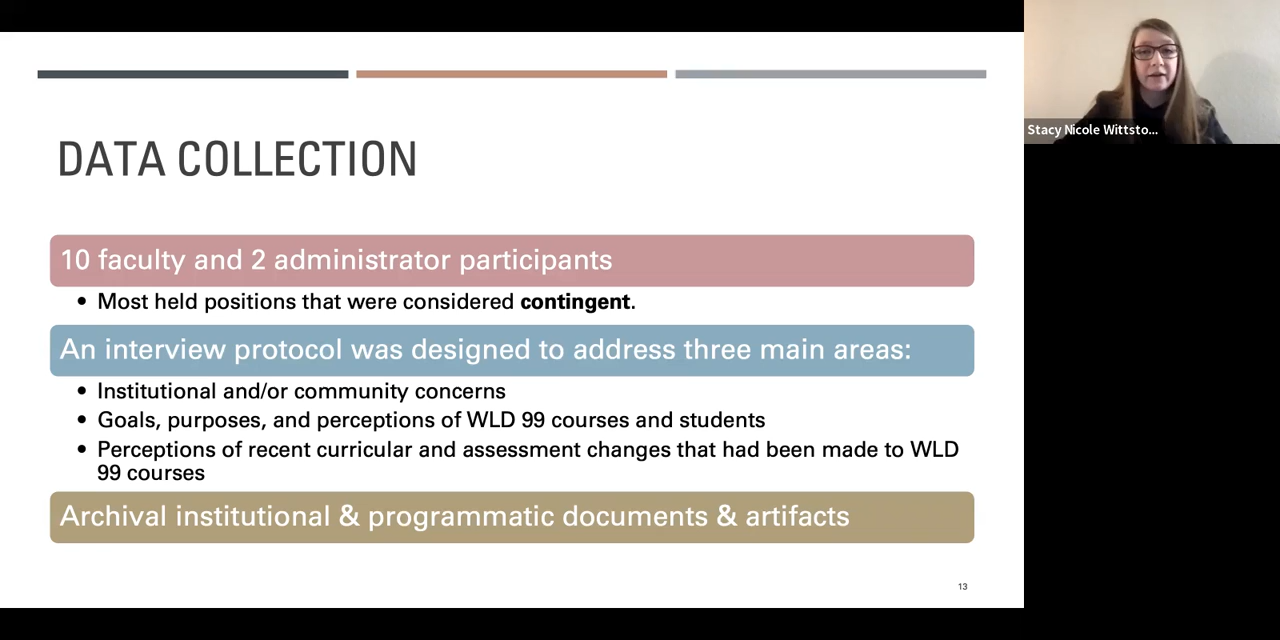 DATA COLLECTION
10 faculty and 2 administrator participants
• Most held positions that were considered contingent.
An interview protocol was designed to address three main areas:
• Institutional and/or community concerns
• Goals, purposes, and perceptions of WLD 99 courses and students
• Perceptions of recent curricular and assessment changes that had been made to WLD
99 courses
Archival institutional & programmatic documents & artifacts
13
Stacy Nicole Wittsto...